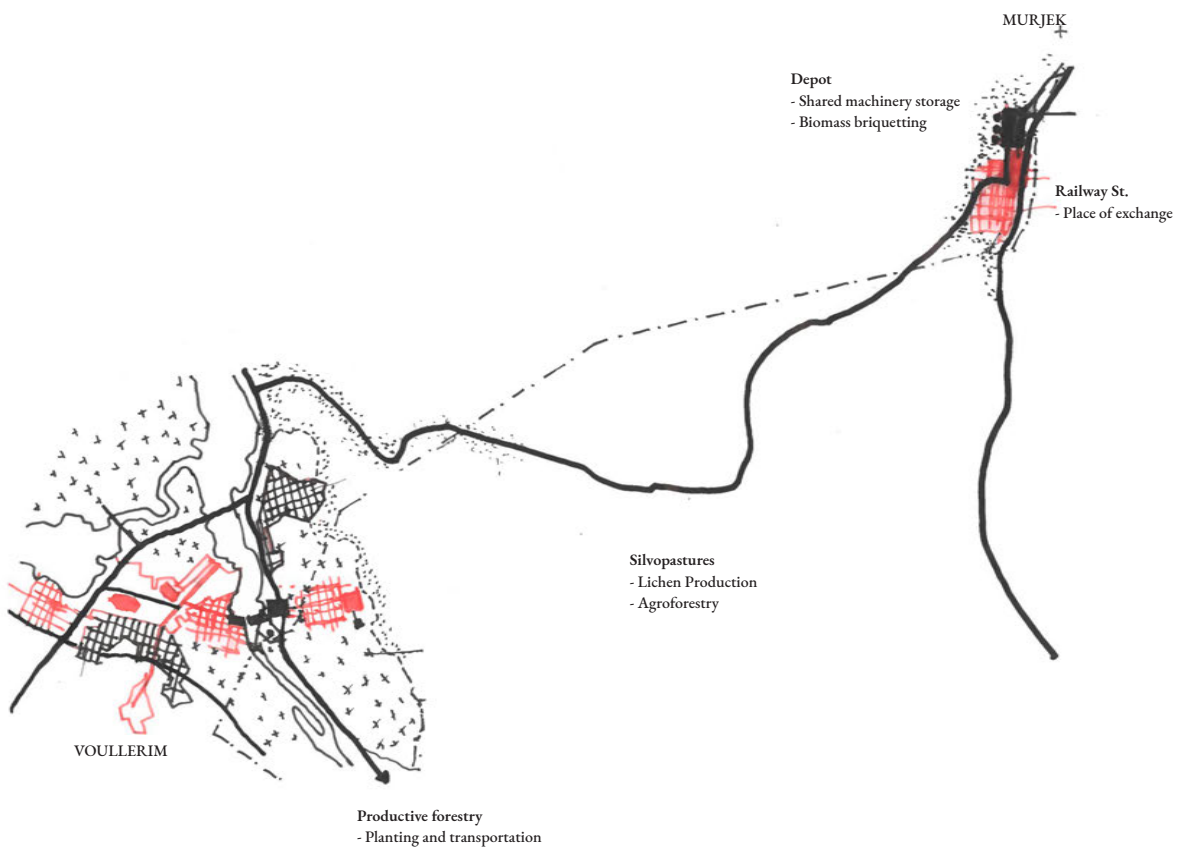 MURJEK
Depot
- Shared machinery storage
- Biomass briquetting
Railway St.
- Place of exchange
Silvopastures
- Lichen Production
- Agroforestry
VOULLERIM
Productive forestry
- Planting and transportation